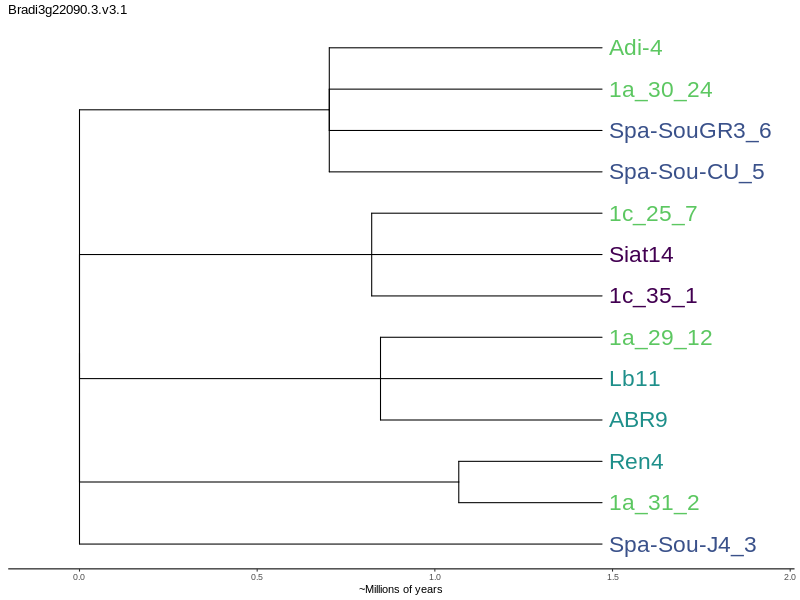 Bradi3g22090.3.v3.1
Adi-4
1a_30_24
Spa-SouGR3_6
Spa-Sou-CU_5
1c_25_7
Siat14
1c_35_1
1a_29_12
Lb11
ABR9
Ren4
1a_31_2
Spa-Sou-J4_3
0.0 0.5 1.0 1.5 2.0
~Millions of years